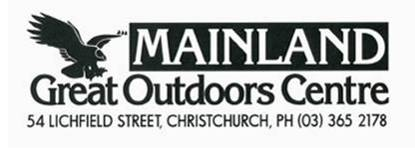 MAINLAND
Great Outdoors Centre
54 LICHFIELD STREET, CHRISTCHURCH, PH (03) 365 2178